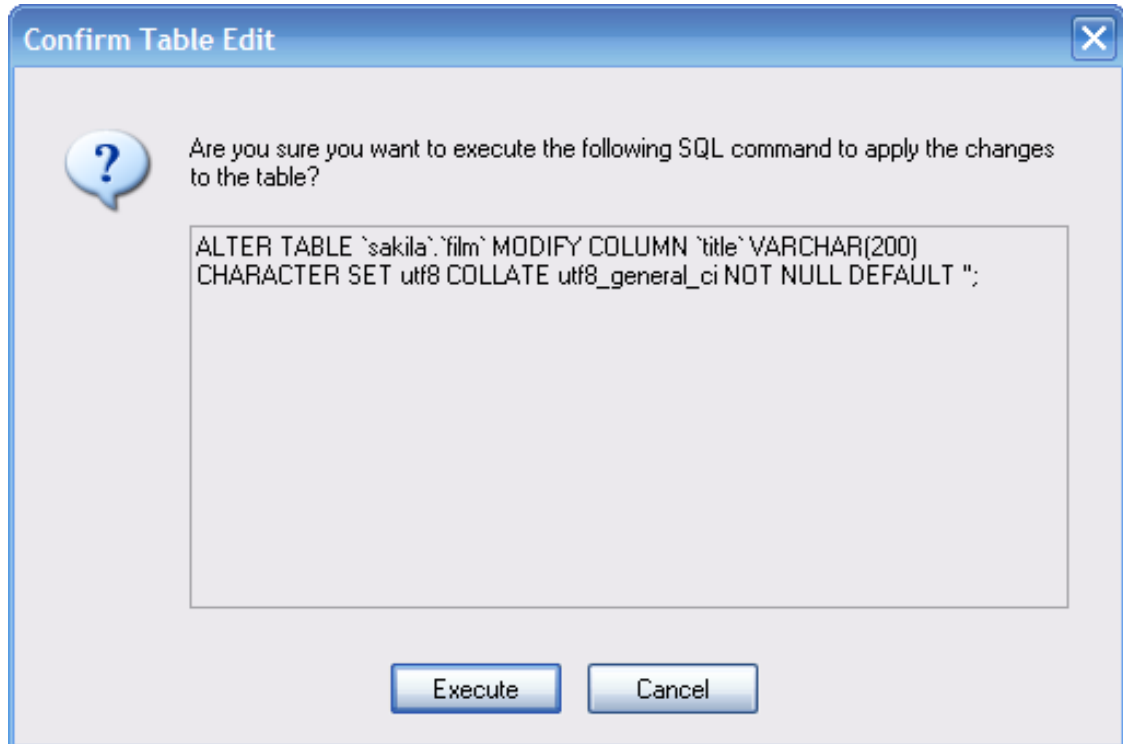 Confirm Table Edit
?
Are you sure you want to execute the following SQL command to apply the changes
to the table?
ALTER TABLE `sakila`.`film` MODIFY COLUMN `title` VARCHAR(200)
CHARACTER SET utf8 COLLATE utf8_general_ci NOT NULL DEFAULT '';
Execute Cancel